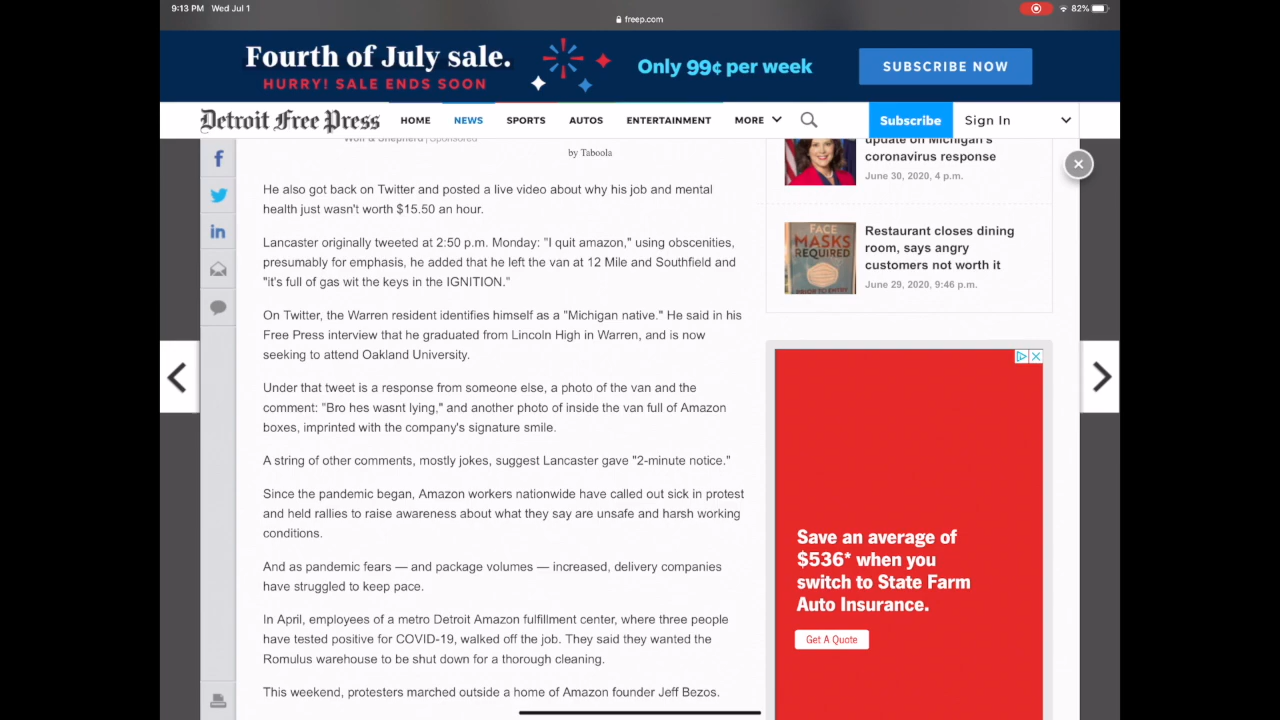 9:13 PM Wed Jul 1
82%
freep.com
Fourth of July sale.
HURRY! SALE ENDS SOON
Only 99¢ per week
SUBSCRIBE NOW
Detroit Free Press
HOME NEWS SPORTS AUTOS ENTERTAINMENT MORE
Subscribe
Sign In
Wolf & Shepherd | Sponsored
by Taboola
He also got back on Twitter and posted a live video about why his job and mental
health just wasn't worth $15.50 an hour.
Lancaster originally tweeted at 2:50 p.m. Monday: "I quit amazon," using obscenities,
presumably for emphasis, he added that he left the van at 12 Mile and Southfield and
"it's full of gas wit the keys in the IGNITION."
On Twitter, the Warren resident identifies himself as a "Michigan native." He said in his
Free Press interview that he graduated from Lincoln High in Warren, and is now
seeking to attend Oakland University.
Under that tweet is a response from someone else, a photo of the van and the
comment: "Bro hes wasnt lying," and another photo of inside the van full of Amazon
boxes, imprinted with the company's signature smile.
A string of other comments, mostly jokes, suggest Lancaster gave "2-minute notice."
Since the pandemic began, Amazon workers nationwide have called out sick in protest
and held rallies to raise awareness about what they say are unsafe and harsh working
conditions.
And as pandemic fears — and package volumes — increased, delivery companies
have struggled to keep pace.
In April, employees of a metro Detroit Amazon fulfillment center, where three people
have tested positive for COVID-19, walked off the job. They said they wanted the
Romulus warehouse to be shut down for a thorough cleaning.
This weekend, protesters marched outside a home of Amazon founder Jeff Bezos.
update on Michigan's
coronavirus response
June 30, 2020, 4 p.m.
FACE
MASKS
REQUIRED
PRIOR TO ENTRY
Restaurant closes dining
room, says angry
customers not worth it
June 29, 2020, 9:46 p.m.
Save an average of
$536* when you
switch to State Farm
Auto Insurance.
Get A Quote